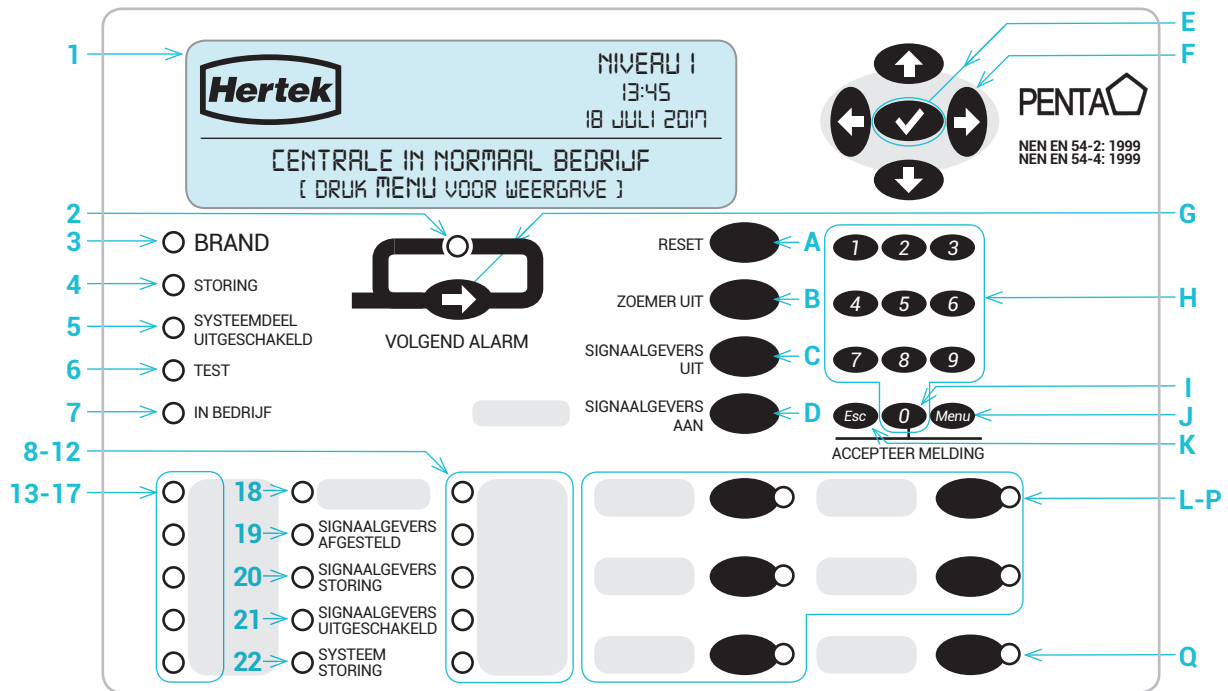 1
Hertek
NIVEAU 1
13:45
18 JULI 2017
CENTRALE IN NORMAAL BEDRIJF
[ DRUK MENU VOOR WEERGAVE ]
E
F
PENTA
NEN EN 54-2: 1999
NEN EN 54-4: 1999
2
G
3
BRAND
4
STORING
5
SYSTEEMDEEL
UITGESCHAKELD
6
TEST
7
IN BEDRIJF
VOLGEND ALARM
RESET
A
ZOEMER UIT
B
SIGNAALGEVERS
UIT
C
SIGNAALGEVERS
AAN
D
1 2 3
4 5 6
7 8 9
Esc 0 Menu
ACCEPTEER MELDING
H
I
J
K
8-12
13-17
18
19
SIGNAALGEVERS
AFGESTELD
20
SIGNAALGEVERS
STORING
21
SIGNAALGEVERS
UITGESCHAKELD
22
SYSTEEM
STORING
L-P
Q